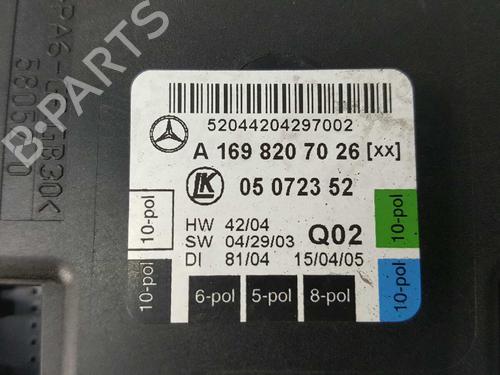 52044204297002
A 169 820 70 26 [xx]
LK 05 0723 52
HW 42/04
SW 04/29/03 Q02
DI 81/04 15/04/05
10-pol
10-pol
10-pol
10-pol
6-pol 5-pol 8-pol
B-PARTS